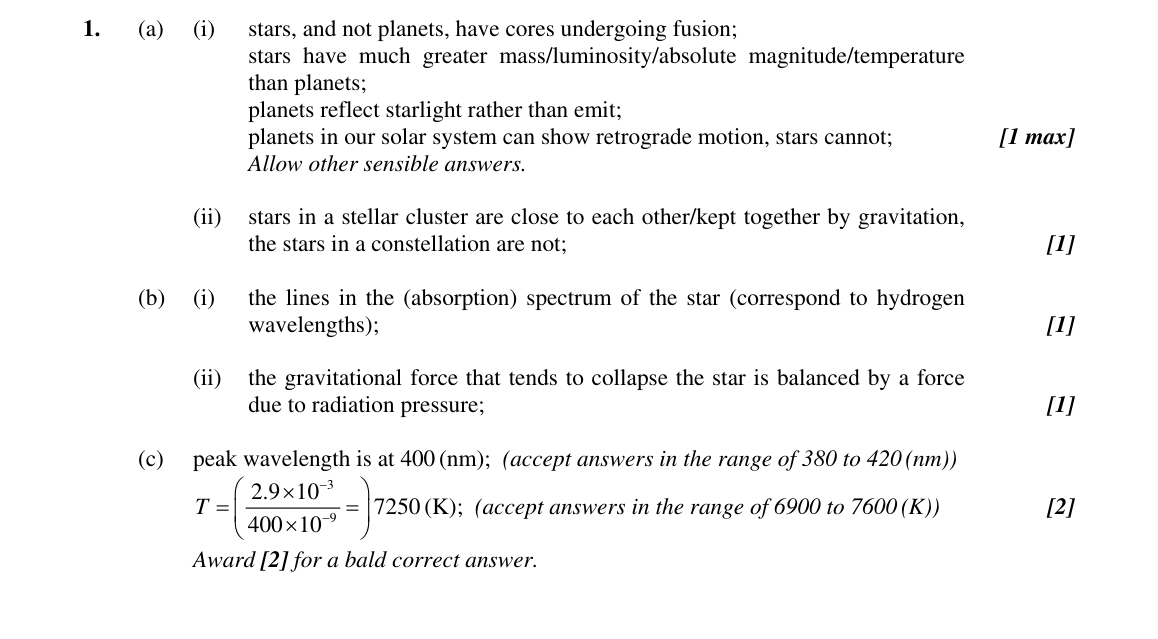 1. (a) (i) stars, and not planets, have cores undergoing fusion;
stars have much greater mass/luminosity/absolute magnitude/temperature
than planets;
planets reflect starlight rather than emit;
planets in our solar system can show retrograde motion, stars cannot; [1 max]
Allow other sensible answers.
(ii) stars in a stellar cluster are close to each other/kept together by gravitation,
the stars in a constellation are not; [1]
(b) (i) the lines in the (absorption) spectrum of the star (correspond to hydrogen
wavelengths); [1]
(ii) the gravitational force that tends to collapse the star is balanced by a force
due to radiation pressure; [1]
(c) peak wavelength is at 400 (nm); (accept answers in the range of 380 to 420 (nm))
T = (2.9×10⁻³ / 400×10⁻⁹ =) 7250 (K); (accept answers in the range of 6900 to 7600 (K)) [2]
Award [2] for a bald correct answer.